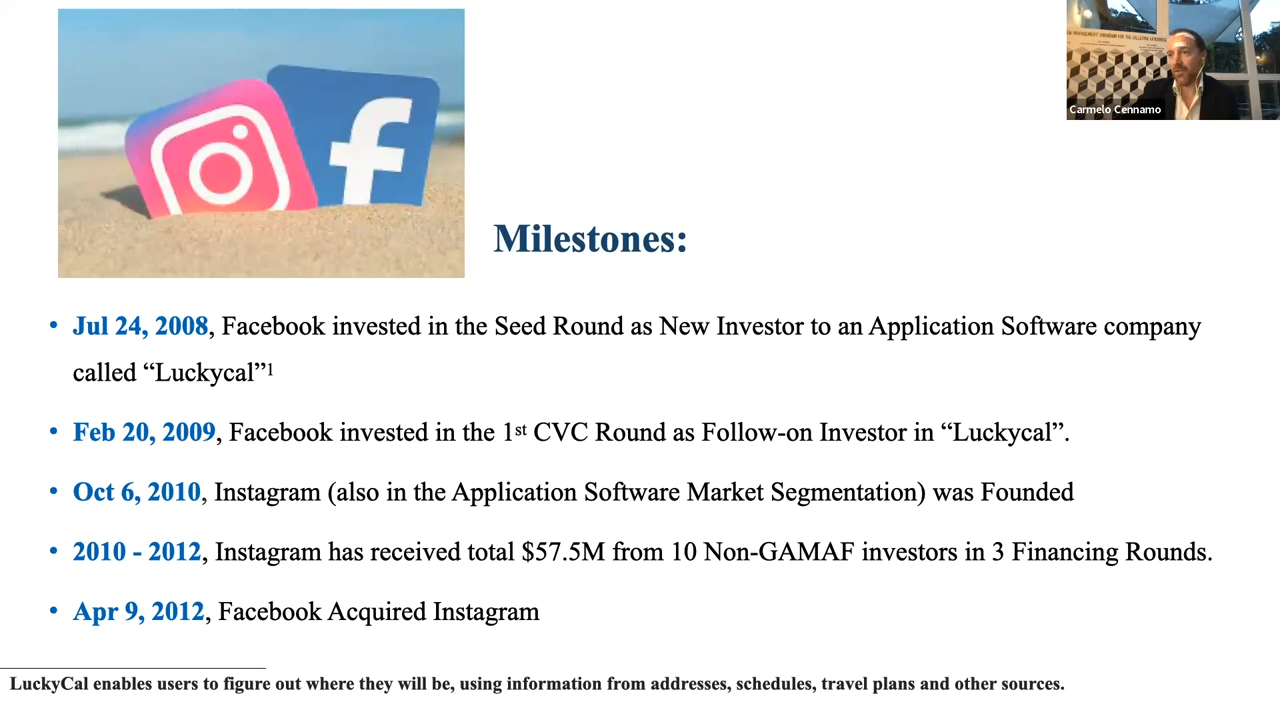 Carmelo Cennamo
Milestones:
• Jul 24, 2008, Facebook invested in the Seed Round as New Investor to an Application Software company
called “Luckycal”¹
• Feb 20, 2009, Facebook invested in the 1st CVC Round as Follow-on Investor in “Luckycal”.
• Oct 6, 2010, Instagram (also in the Application Software Market Segmentation) was Founded
• 2010 - 2012, Instagram has received total $57.5M from 10 Non-GAMAF investors in 3 Financing Rounds.
• Apr 9, 2012, Facebook Acquired Instagram
LuckyCal enables users to figure out where they will be, using information from addresses, schedules, travel plans and other sources.